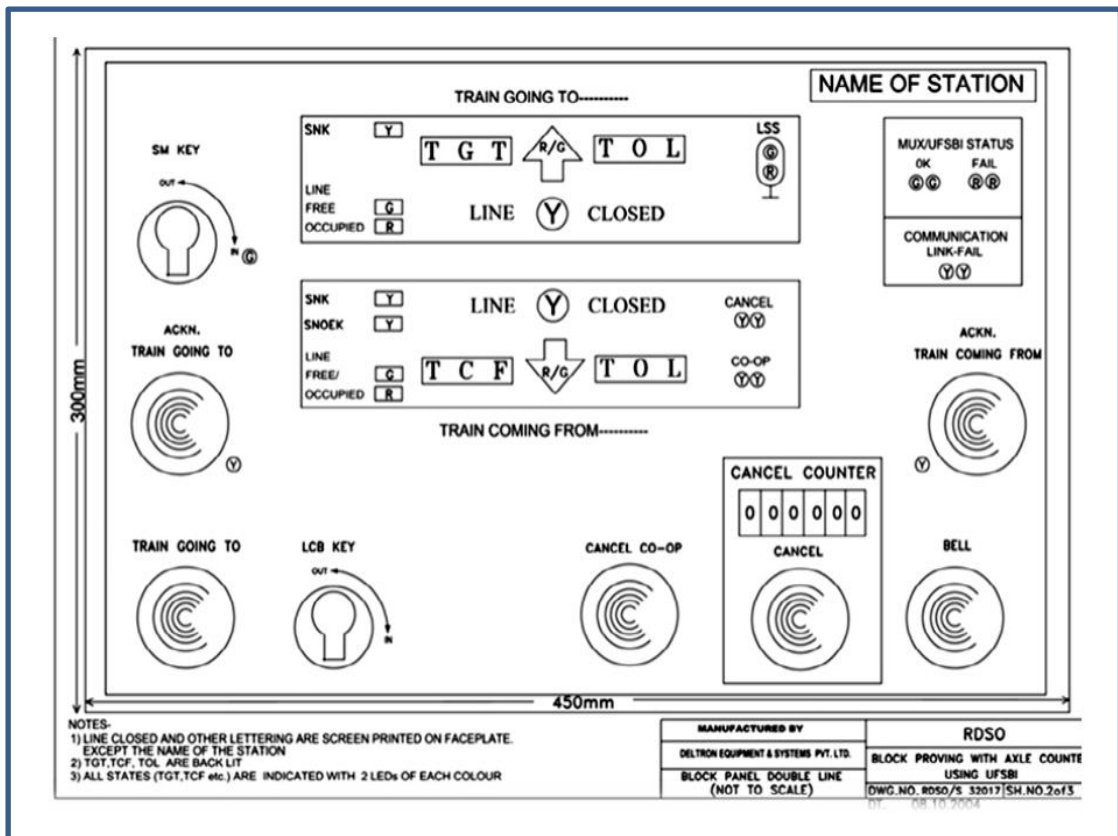 NAME OF STATION
TRAIN GOING TO----------
SM KEY
OUT
IN G
SNK Y
T G T R/G T O L
LSS
G
R
LINE
FREE G
OCCUPIED R
LINE Y CLOSED
MUX/UFSBI STATUS
OK FAIL
G G R R
COMMUNICATION
LINK-FAIL
Y Y
SNK Y
SNOEK Y
LINE Y CLOSED
CANCEL
Y Y
LINE
FREE/ G
OCCUPIED R
T C F R/G T O L
CO-OP
Y Y
TRAIN COMING FROM----------
ACKN.
TRAIN GOING TO
Y
ACKN.
TRAIN COMING FROM
Y
300mm
CANCEL COUNTER
0 0 0 0 0 0
CANCEL
TRAIN GOING TO
LCB KEY
OUT
IN
CANCEL CO-OP
BELL
450mm
NOTES-
1) LINE CLOSED AND OTHER LETTERING ARE SCREEN PRINTED ON FACEPLATE.
EXCEPT THE NAME OF THE STATION
2) TGT,TCF, TOL ARE BACK LIT
3) ALL STATES (TGT,TCF etc.) ARE INDICATED WITH 2 LEDs OF EACH COLOUR
MANUFACTURED BY
DELTRON EQUIPMENT & SYSTEMS PVT. LTD.
BLOCK PANEL DOUBLE LINE
(NOT TO SCALE)
RDSO
BLOCK PROVING WITH AXLE COUNTE
USING UFSBI
DWG.NO. RDSO/S 32017 SH.NO.2of3
DT. 08.10.2004